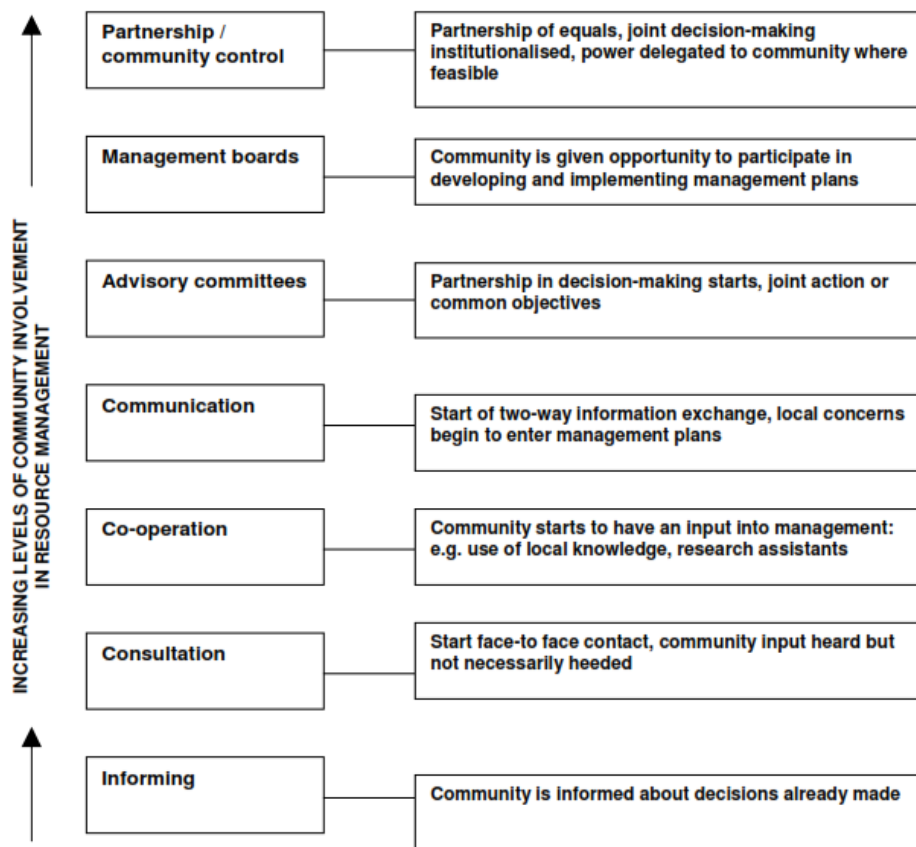 INCREASING LEVELS OF COMMUNITY INVOLVEMENT
IN RESOURCE MANAGEMENT
Partnership /
community control
Partnership of equals, joint decision-making
institutionalised, power delegated to community where
feasible
Management boards
Community is given opportunity to participate in
developing and implementing management plans
Advisory committees
Partnership in decision-making starts, joint action or
common objectives
Communication
Start of two-way information exchange, local concerns
begin to enter management plans
Co-operation
Community starts to have an input into management:
e.g. use of local knowledge, research assistants
Consultation
Start face-to face contact, community input heard but
not necessarily heeded
Informing
Community is informed about decisions already made